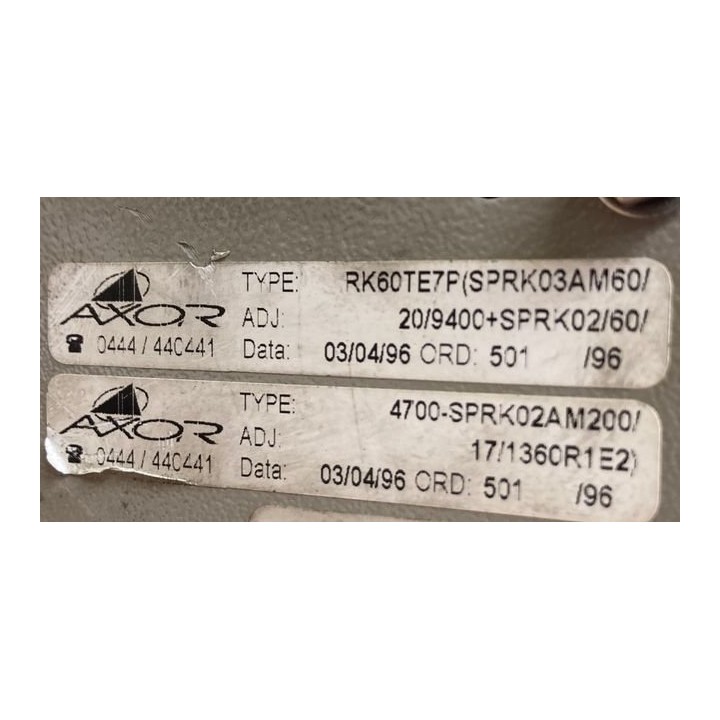 AXOR TYPE: RK60TE7P(SPRK03AM60/
ADJ: 20/9400+SPRK02/60/
☎ 0444 / 440441 Data: 03/04/96 CRD: 501 /96
AXOR TYPE: 4700-SPRK02AM200/
ADJ: 17/1360R1E2)
☎ 0444 / 440441 Data: 03/04/96 CRD: 501 /96